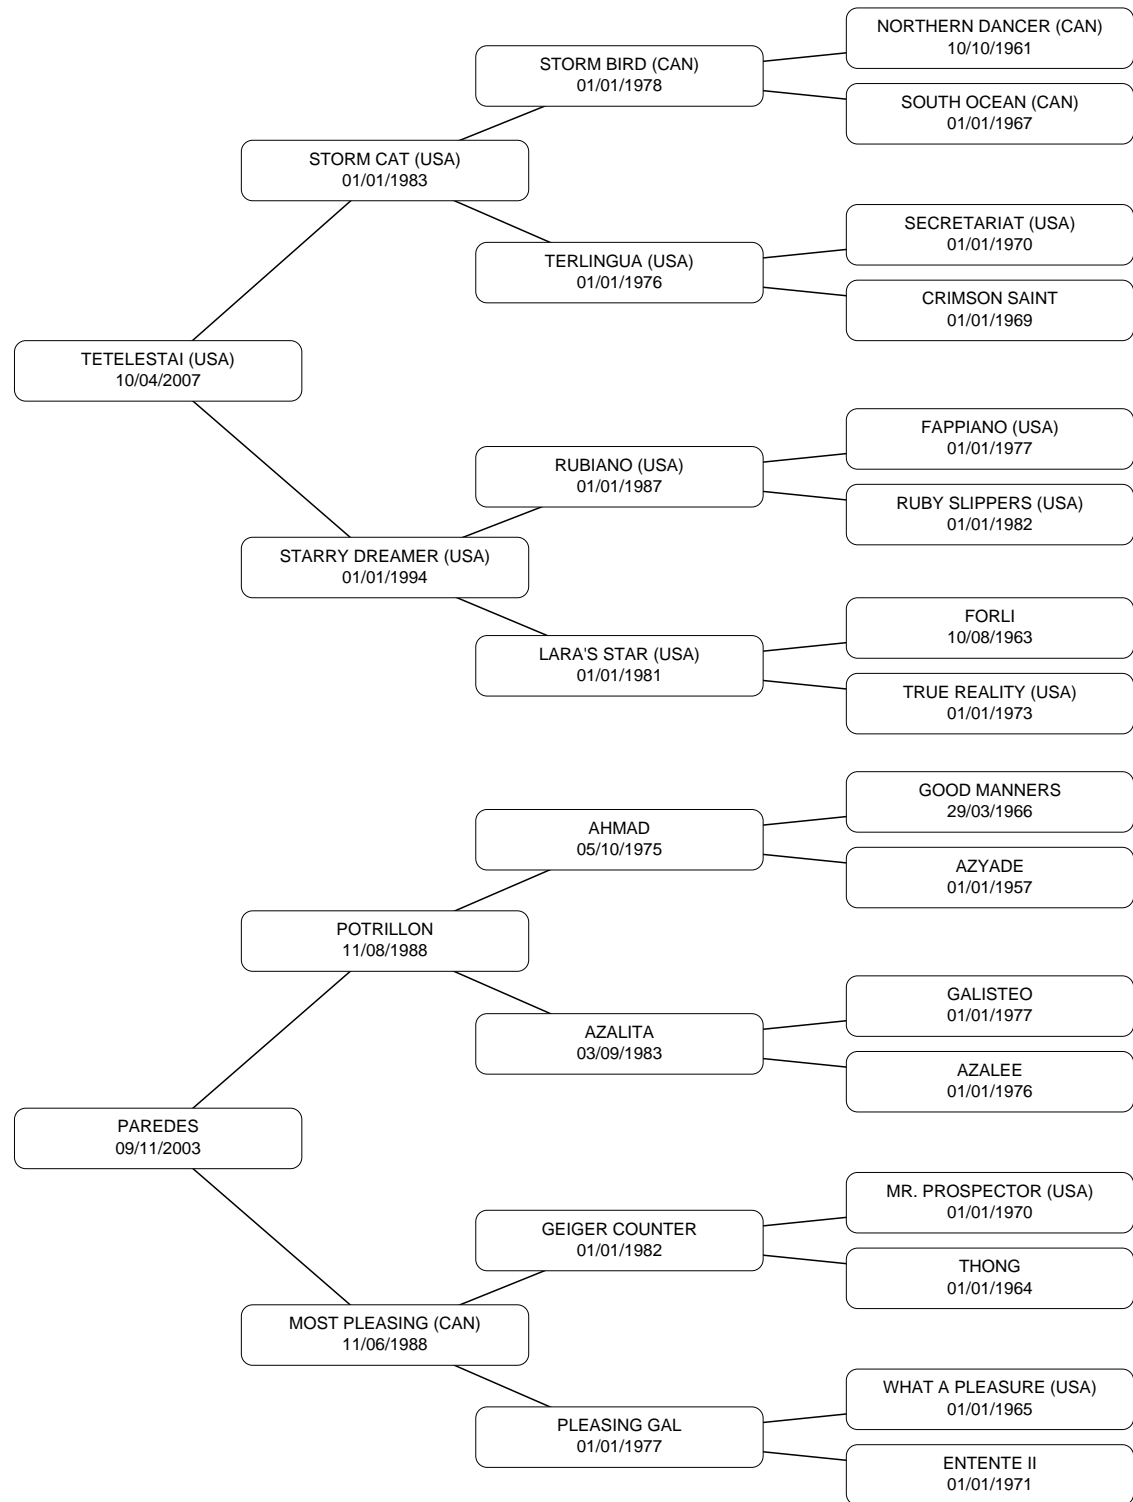 NORTHERN DANCER (CAN)
10/10/1961
STORM BIRD (CAN)
01/01/1978
SOUTH OCEAN (CAN)
01/01/1967
STORM CAT (USA)
01/01/1983
SECRETARIAT (USA)
01/01/1970
TERLINGUA (USA)
01/01/1976
CRIMSON SAINT
01/01/1969
TETELESTAI (USA)
10/04/2007
FAPPIANO (USA)
01/01/1977
RUBIANO (USA)
01/01/1987
RUBY SLIPPERS (USA)
01/01/1982
STARRY DREAMER (USA)
01/01/1994
FORLI
10/08/1963
LARA'S STAR (USA)
01/01/1981
TRUE REALITY (USA)
01/01/1973
GOOD MANNERS
29/03/1966
AHMAD
05/10/1975
AZYADE
01/01/1957
POTRILLON
11/08/1988
GALISTEO
01/01/1977
AZALITA
03/09/1983
AZALEE
01/01/1976
PAREDES
09/11/2003
MR. PROSPECTOR (USA)
01/01/1970
GEIGER COUNTER
01/01/1982
THONG
01/01/1964
MOST PLEASING (CAN)
11/06/1988
WHAT A PLEASURE (USA)
01/01/1965
PLEASING GAL
01/01/1977
ENTENTE II
01/01/1971